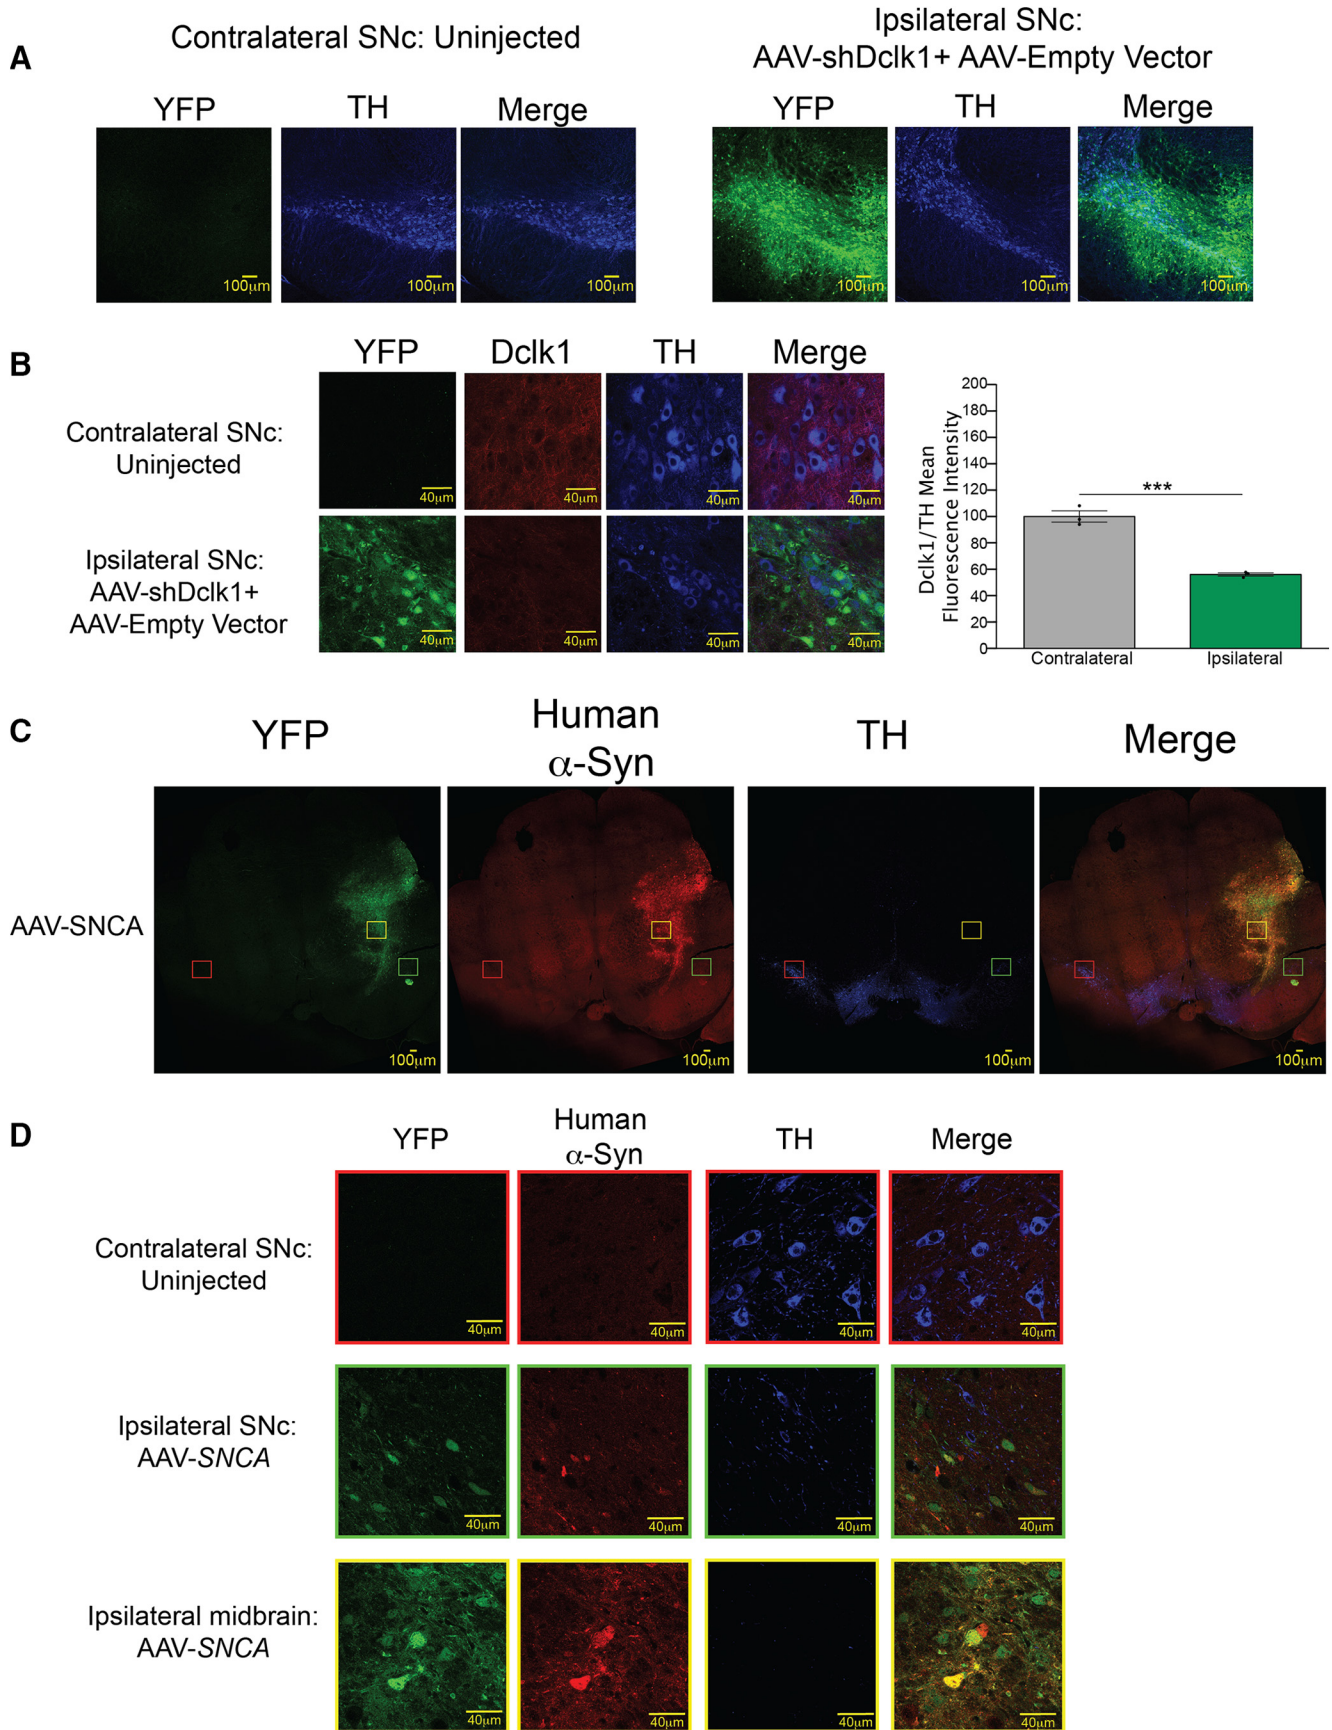 A
Contralateral SNc: Uninjected
Ipsilateral SNc:
AAV-shDclk1+ AAV-Empty Vector
YFP
TH
Merge
YFP
TH
Merge
100μm
100μm
100μm
100μm
100μm
100μm
B
YFP
Dclk1
TH
Merge
Contralateral SNc:
Uninjected
40μm
40μm
40μm
40μm
Ipsilateral SNc:
AAV-shDclk1+
AAV-Empty Vector
40μm
40μm
40μm
40μm
Dclk1/TH Mean
Fluorescence Intensity
200
180
160
140
120
100
80
60
40
20
0
***
Contralateral
Ipsilateral
C
YFP
Human
α-Syn
TH
Merge
AAV-SNCA
100μm
100μm
100μm
100μm
D
YFP
Human
α-Syn
TH
Merge
Contralateral SNc:
Uninjected
40μm
40μm
40μm
40μm
Ipsilateral SNc:
AAV-SNCA
40μm
40μm
40μm
40μm
Ipsilateral midbrain:
AAV-SNCA
40μm
40μm
40μm
40μm